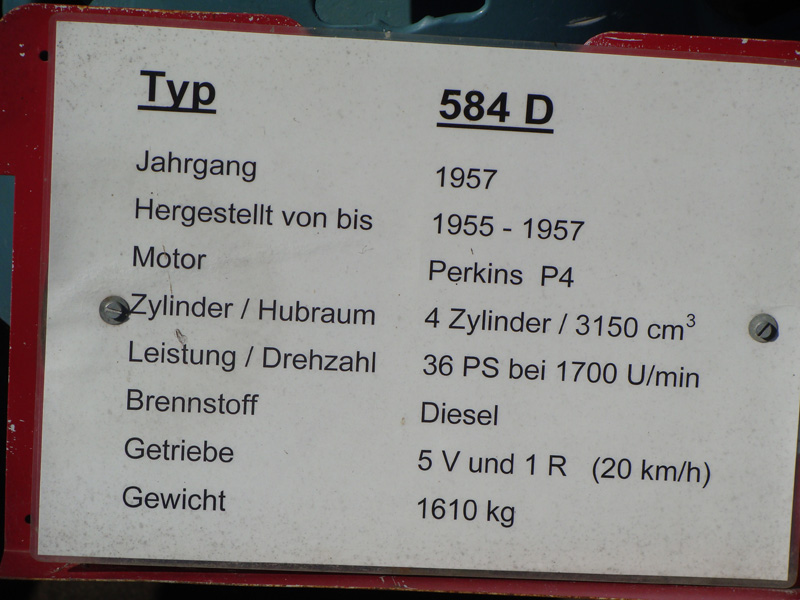 Typ 584 D
Jahrgang 1957
Hergestellt von bis 1955 - 1957
Motor Perkins P4
Zylinder / Hubraum 4 Zylinder / 3150 cm³
Leistung / Drehzahl 36 PS bei 1700 U/min
Brennstoff Diesel
Getriebe 5 V und 1 R (20 km/h)
Gewicht 1610 kg